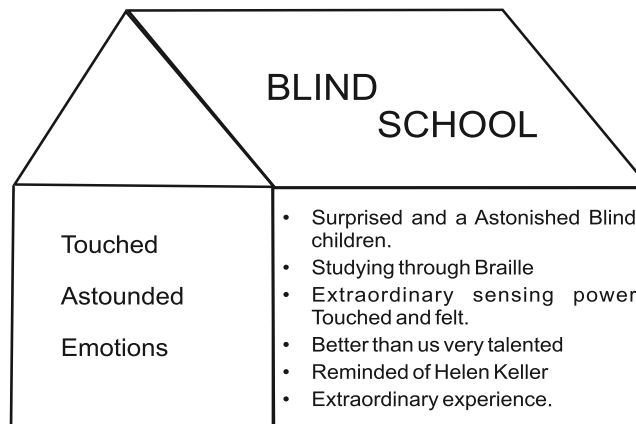 BLIND
SCHOOL
Touched
Astounded
Emotions
• Surprised and a Astonished Blind
children.
• Studying through Braille
• Extraordinary sensing power
Touched and felt.
• Better than us very talented
• Reminded of Helen Keller
• Extraordinary experience.